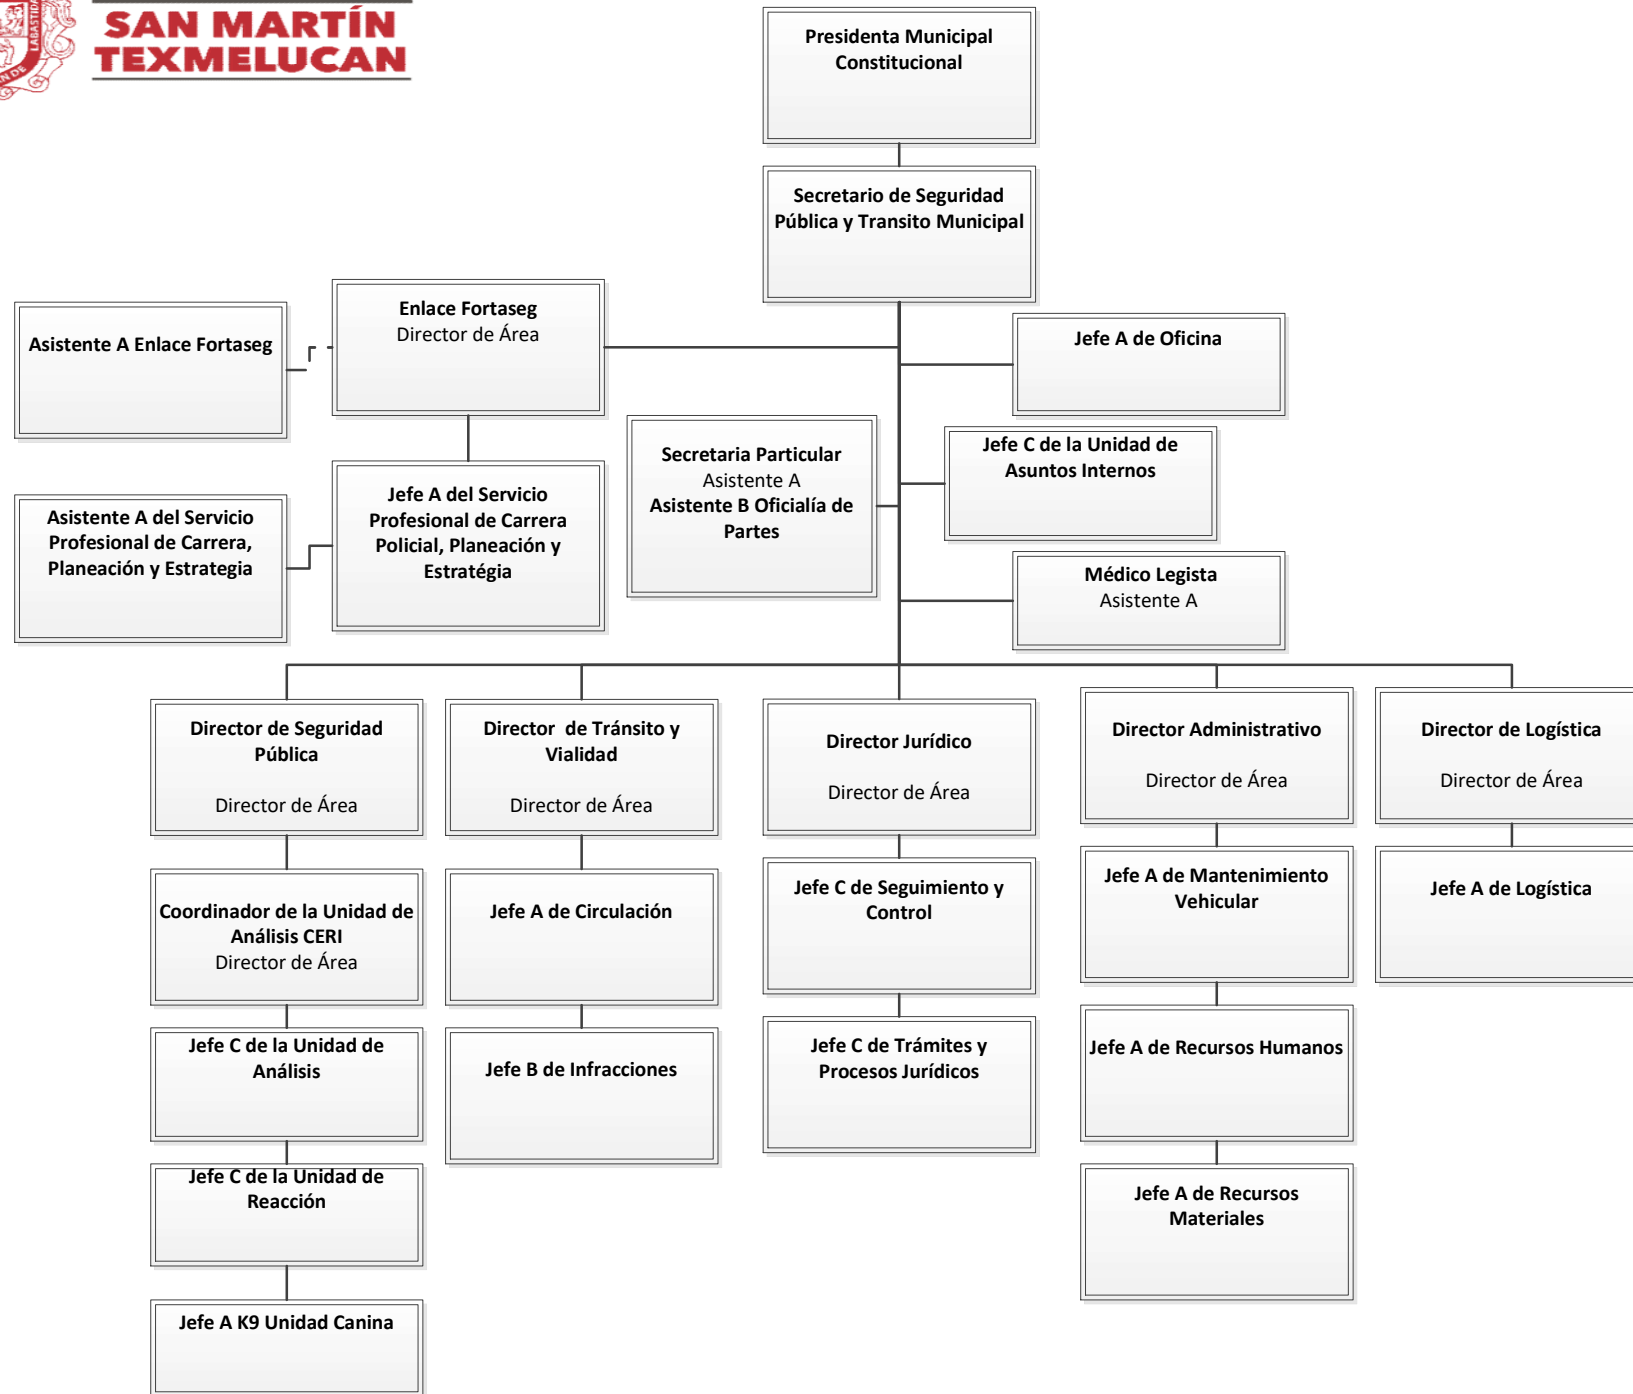 LABASTIDA
SAN MARTÍN
TEXMELUCAN
Presidenta Municipal
Constitucional
Secretario de Seguridad
Pública y Transito Municipal
Enlace Fortaseg
Director de Área
Asistente A Enlace Fortaseg
Jefe A de Oficina
Secretaria Particular
Asistente A
Asistente B Oficialía de
Partes
Jefe C de la Unidad de
Asuntos Internos
Jefe A del Servicio
Profesional de Carrera
Policial, Planeación y
Estratégia
Asistente A del Servicio
Profesional de Carrera,
Planeación y Estrategia
Médico Legista
Asistente A
Director de Seguridad
Pública
Director de Área
Director  de Tránsito y
Vialidad
Director de Área
Director Jurídico
Director de Área
Director Administrativo
Director de Área
Director de Logística
Director de Área
Coordinador de la Unidad de
Análisis CERI
Director de Área
Jefe A de Circulación
Jefe C de Seguimiento y
Control
Jefe A de Mantenimiento
Vehicular
Jefe A de Logística
Jefe C de la Unidad de
Análisis
Jefe B de Infracciones
Jefe C de Trámites y
Procesos Jurídicos
Jefe A de Recursos Humanos
Jefe C de la Unidad de
Reacción
Jefe A de Recursos
Materiales
Jefe A K9 Unidad Canina